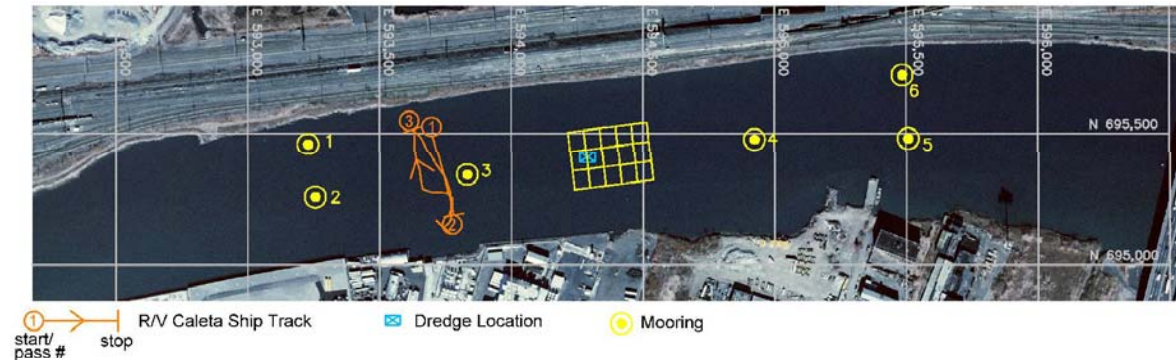 500
E 593,000
E 593,500
E 594,000
E 594,500
E 595,000
E 595,500
E 596,000
6
N 695,500
3
1
1
4
5
3
2
2
N 695,000
1
R/V Caleta Ship Track
Dredge Location
Mooring
start/
pass #
stop